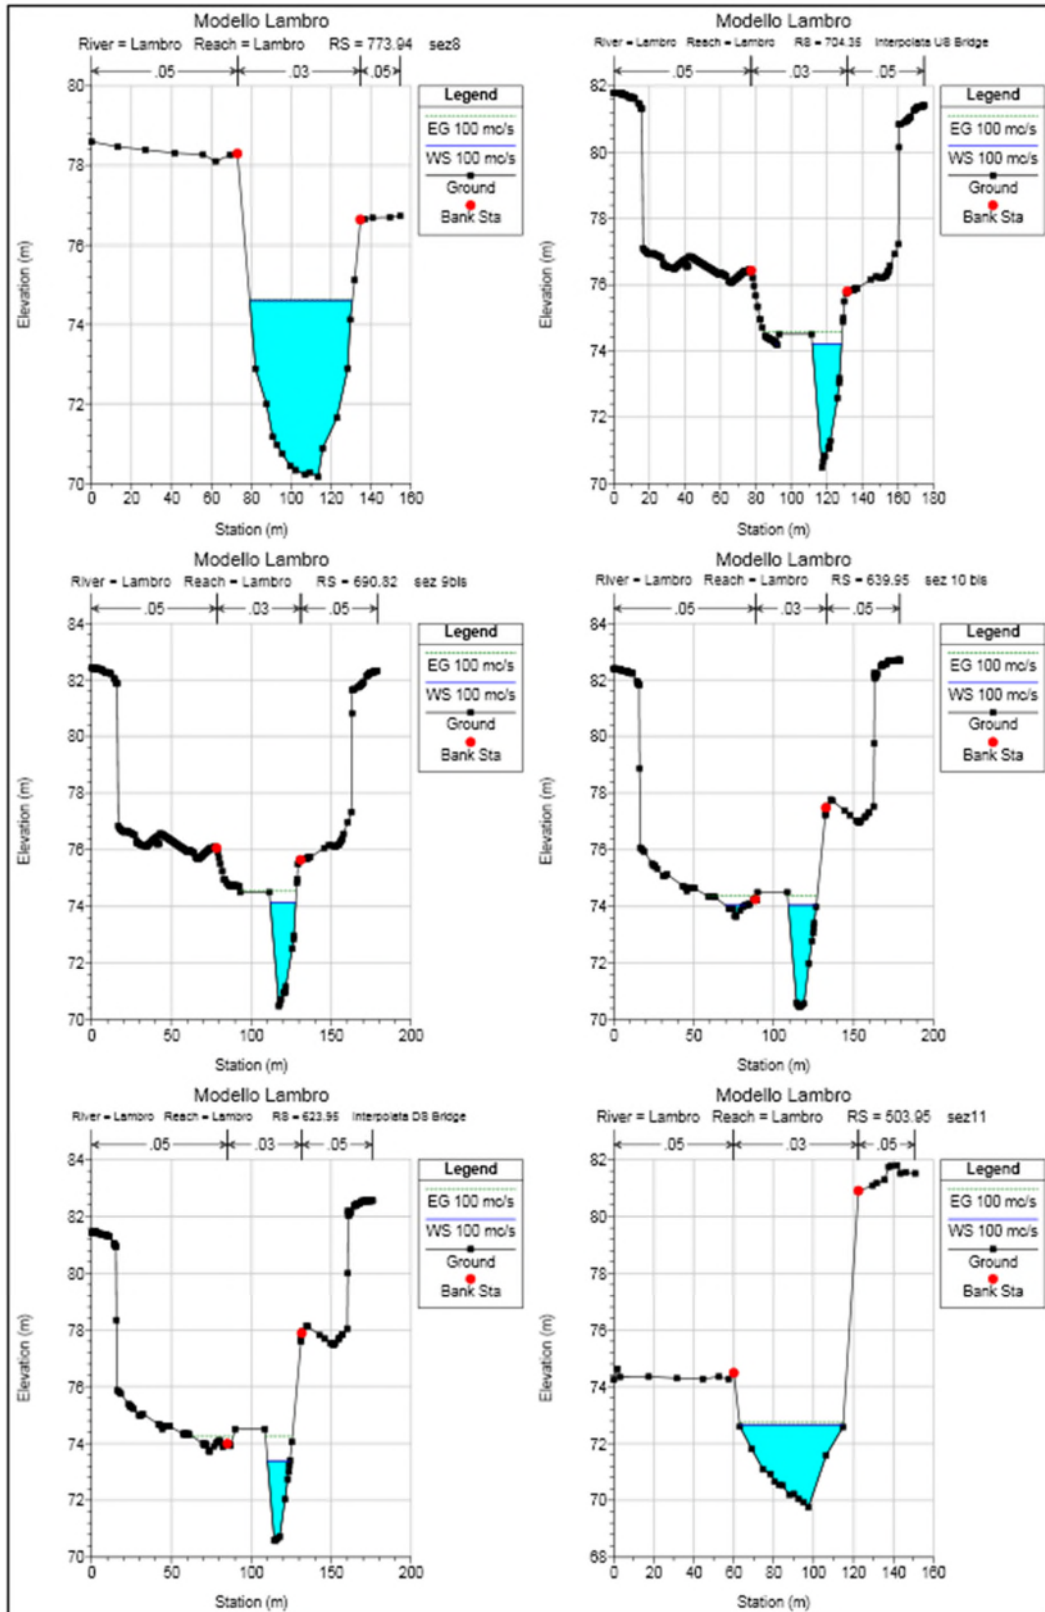 Modello Lambro
River = Lambro Reach = Lambro RS = 773.94 sez8
.05 .03 .05
Legend
EG 100 mc/s
WS 100 mc/s
Ground
Bank Sta
Elevation (m)
80
78
76
74
72
70
0 20 40 60 80 100 120 140 160
Station (m)
Modello Lambro
River = Lambro Reach = Lambro RS = 704.35 Interpolata US Bridge
.05 .03 .05
Legend
EG 100 mc/s
WS 100 mc/s
Ground
Bank Sta
Elevation (m)
82
80
78
76
74
72
70
0 20 40 60 80 100 120 140 160 180
Station (m)
Modello Lambro
River = Lambro Reach = Lambro RS = 690.82 sez 9bis
.05 .03 .05
Legend
EG 100 mc/s
WS 100 mc/s
Ground
Bank Sta
Elevation (m)
84
82
80
78
76
74
72
70
0 50 100 150 200
Station (m)
Modello Lambro
River = Lambro Reach = Lambro RS = 639.95 sez 10 bis
.05 .03 .05
Legend
EG 100 mc/s
WS 100 mc/s
Ground
Bank Sta
Elevation (m)
84
82
80
78
76
74
72
70
0 50 100 150 200
Station (m)
Modello Lambro
River = Lambro Reach = Lambro RS = 623.95 Interpolata DS Bridge
.05 .03 .05
Legend
EG 100 mc/s
WS 100 mc/s
Ground
Bank Sta
Elevation (m)
84
82
80
78
76
74
72
70
0 50 100 150 200
Station (m)
Modello Lambro
River = Lambro Reach = Lambro RS = 503.95 sez11
.05 .03 .05
Legend
EG 100 mc/s
WS 100 mc/s
Ground
Bank Sta
Elevation (m)
82
80
78
76
74
72
70
68
0 20 40 60 80 100 120 140 160
Station (m)